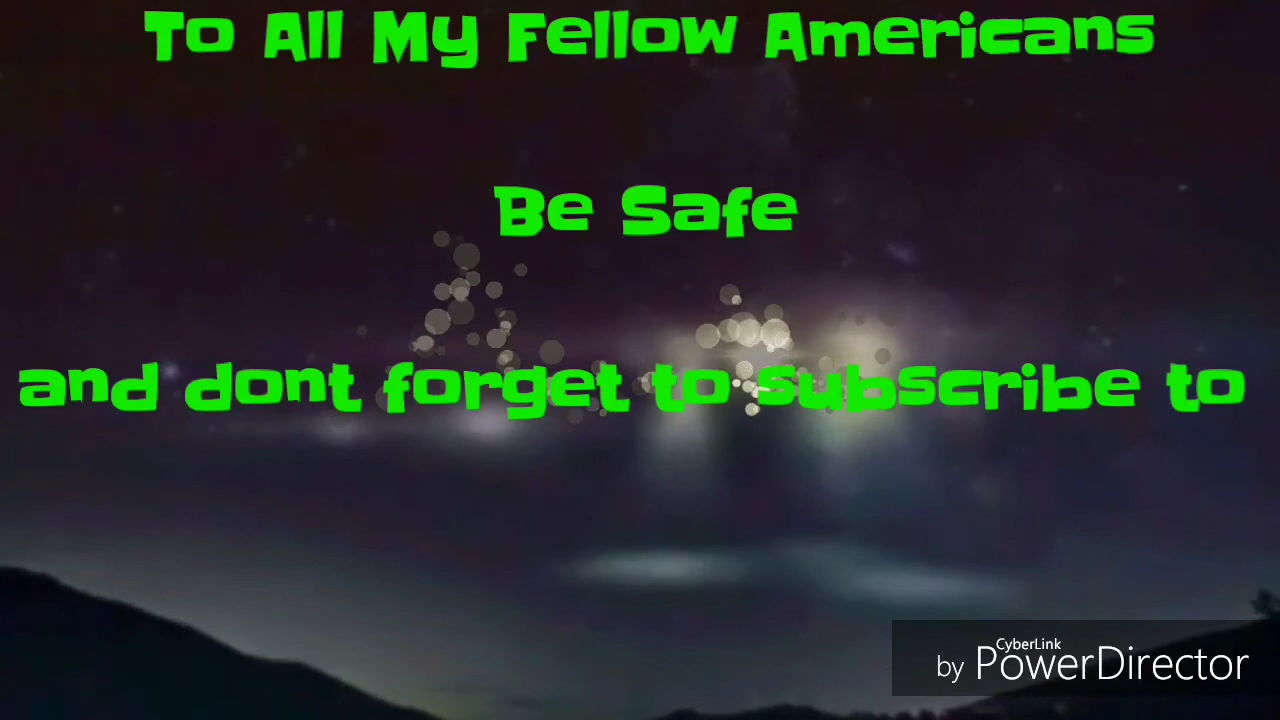 To All My Fellow Americans
Be Safe
and dont forget to subscribe to
CyberLink
by PowerDirector